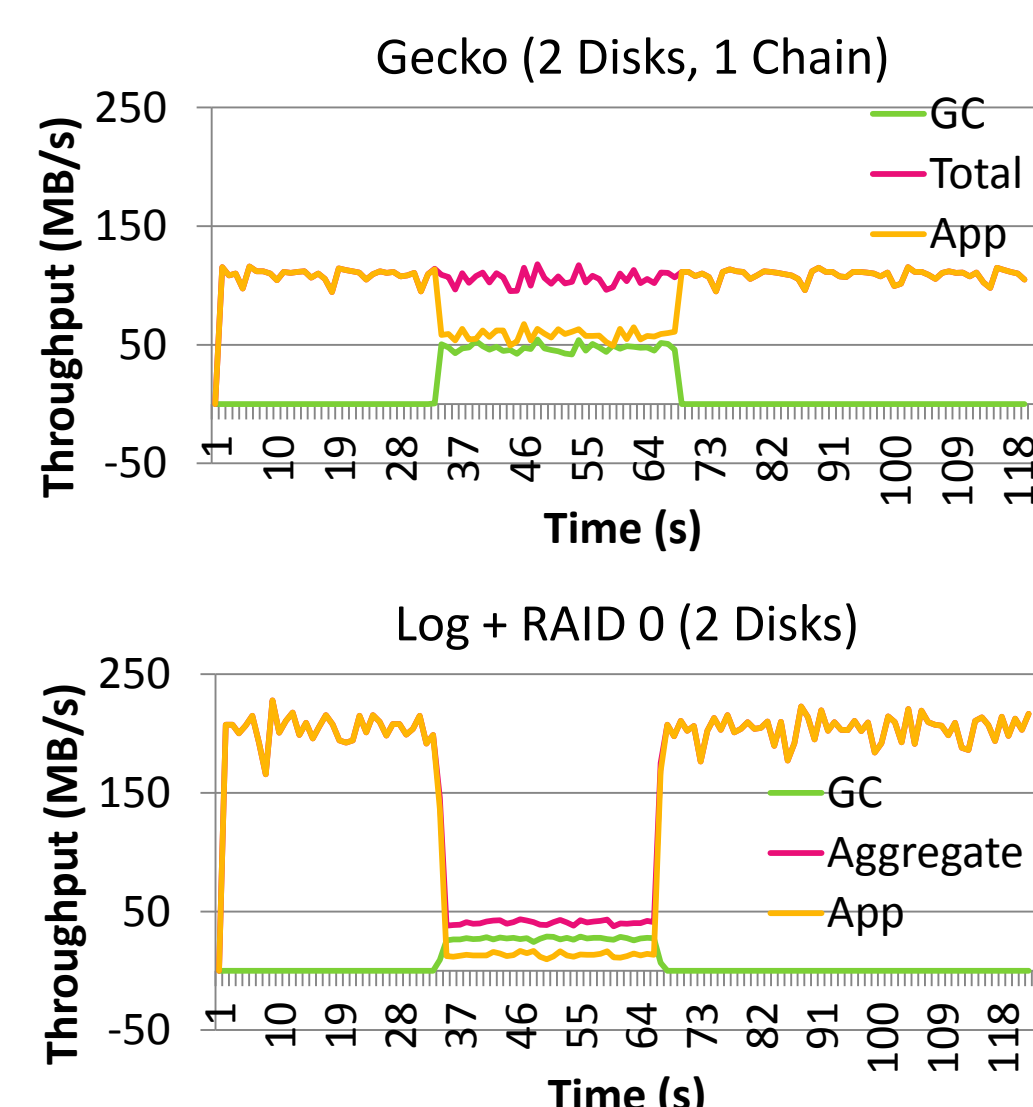 Gecko (2 Disks, 1 Chain)
250
150
50
-50
Throughput (MB/s)
GC
Total
App
1 10 19 28 37 46 55 64 73 82 91 100 109 118
Time (s)
Log + RAID 0 (2 Disks)
250
150
50
-50
Throughput (MB/s)
GC
Aggregate
App
1 10 19 28 37 46 55 64 73 82 91 100 109 118
Time (s)